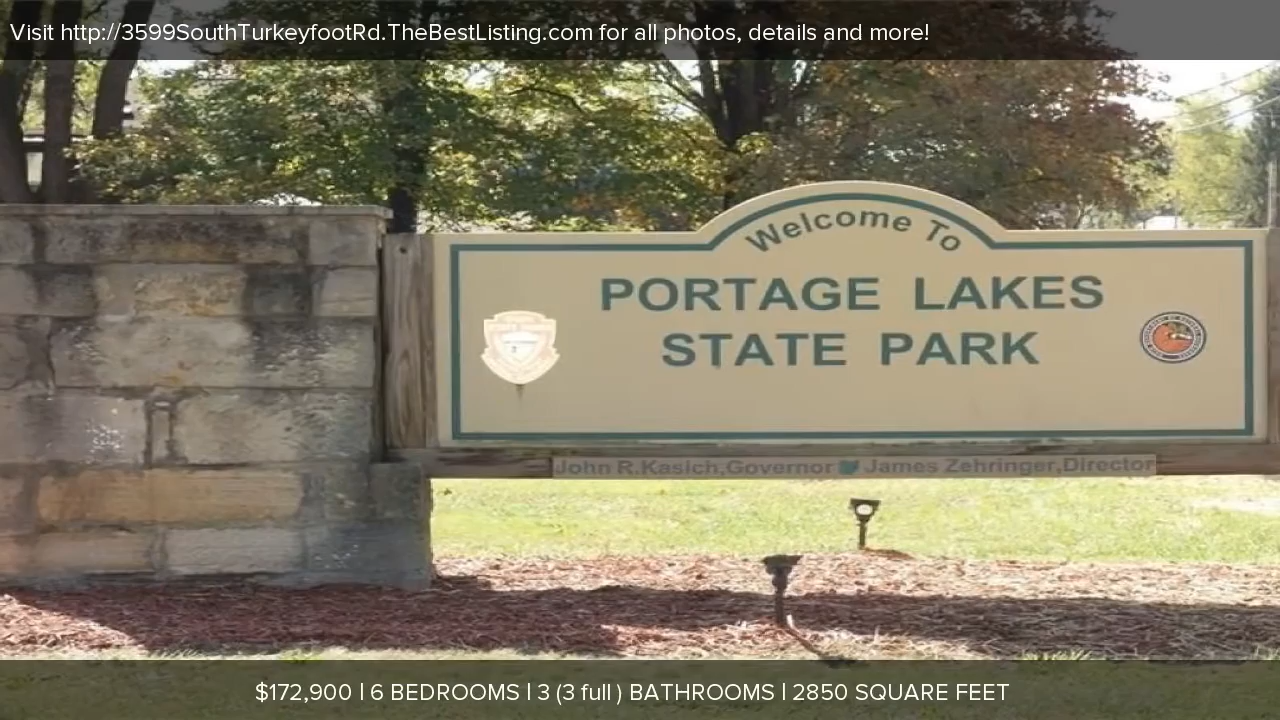 Visit http://3599SouthTurkeyfootRd.TheBestListing.com for all photos, details and more!
Welcome To
PORTAGE LAKES
STATE PARK
John R.Kasich,Governor James Zehringer,Director
$172,900 | 6 BEDROOMS | 3 (3 full ) BATHROOMS | 2850 SQUARE FEET